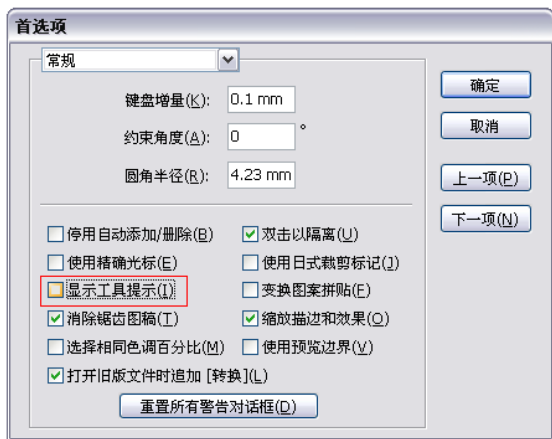 首选项
常规
键盘增量(K): 0.1 mm
约束角度(A): 0 °
圆角半径(R): 4.23 mm
确定
取消
上一项(P)
下一项(N)
停用自动添加/删除(B) 双击以隔离(U)
使用精确光标(E) 使用日式裁剪标记(J)
显示工具提示(I) 变换图案拼贴(F)
消除锯齿图稿(T) 缩放描边和效果(O)
选择相同色调百分比(M) 使用预览边界(V)
打开旧版文件时追加 [转换](L)
重置所有警告对话框(D)